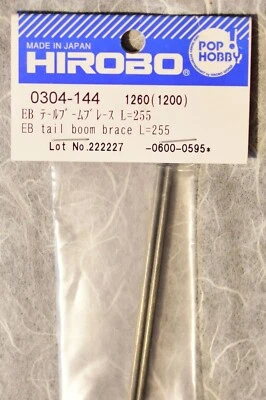 MADE IN JAPAN
HIROBO®
POP
HOBBY
0304-144 1260(1200)
EB テールブームブレース L=255
EB tail boom brace L=255
Lot No.222227 -0600-0595*